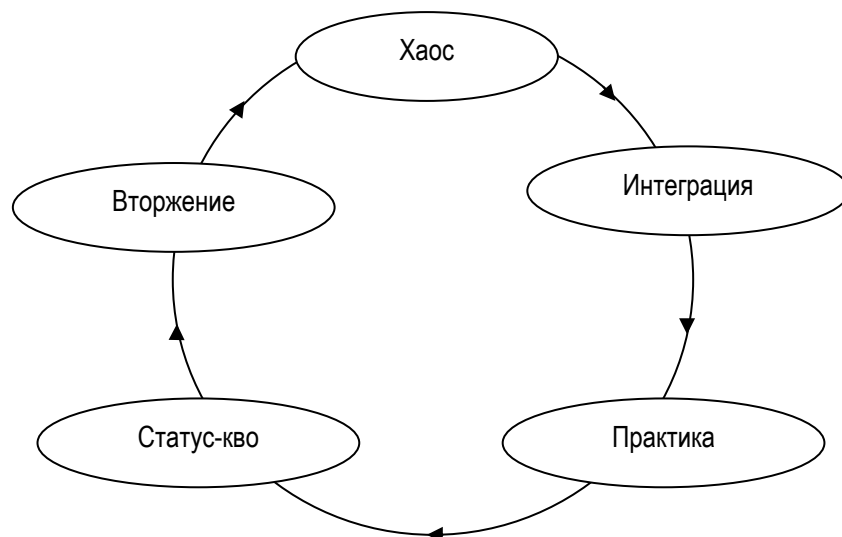 Хаос
Интеграция
Вторжение
Статус-кво
Практика